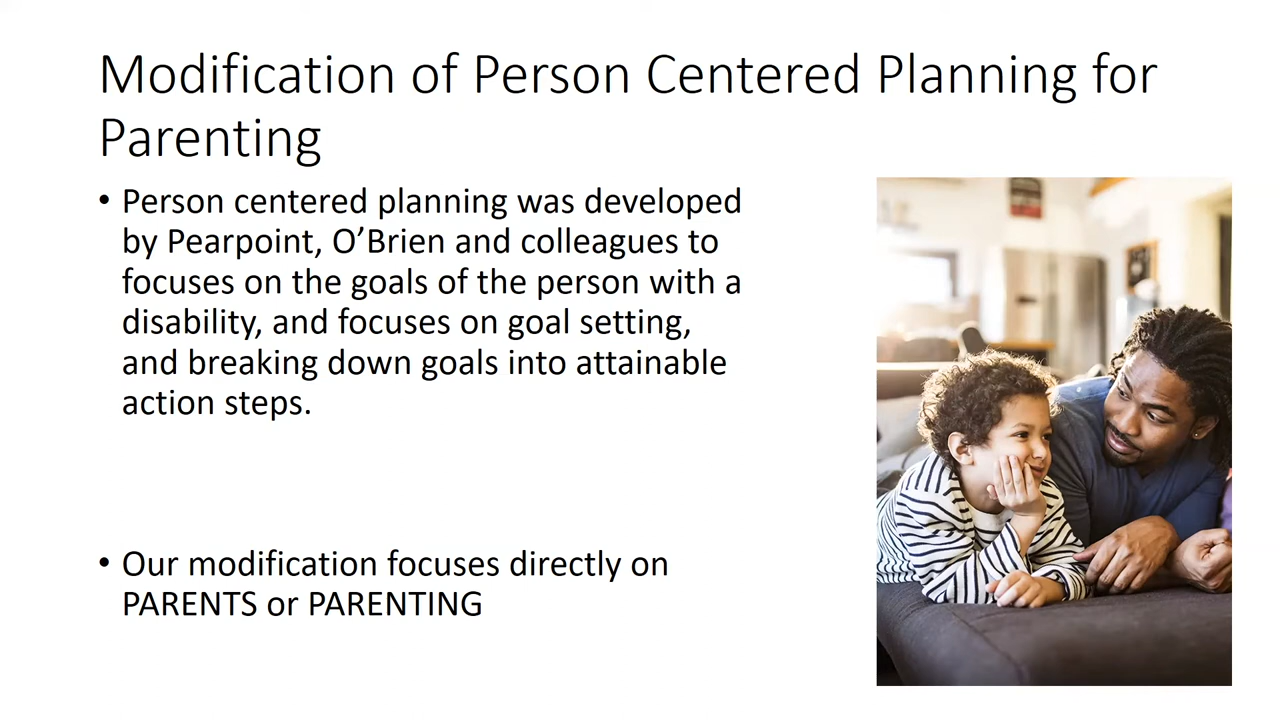 Modification of Person Centered Planning for
Parenting
• Person centered planning was developed
by Pearpoint, O’Brien and colleagues to
focuses on the goals of the person with a
disability, and focuses on goal setting,
and breaking down goals into attainable
action steps.
• Our modification focuses directly on
PARENTS or PARENTING